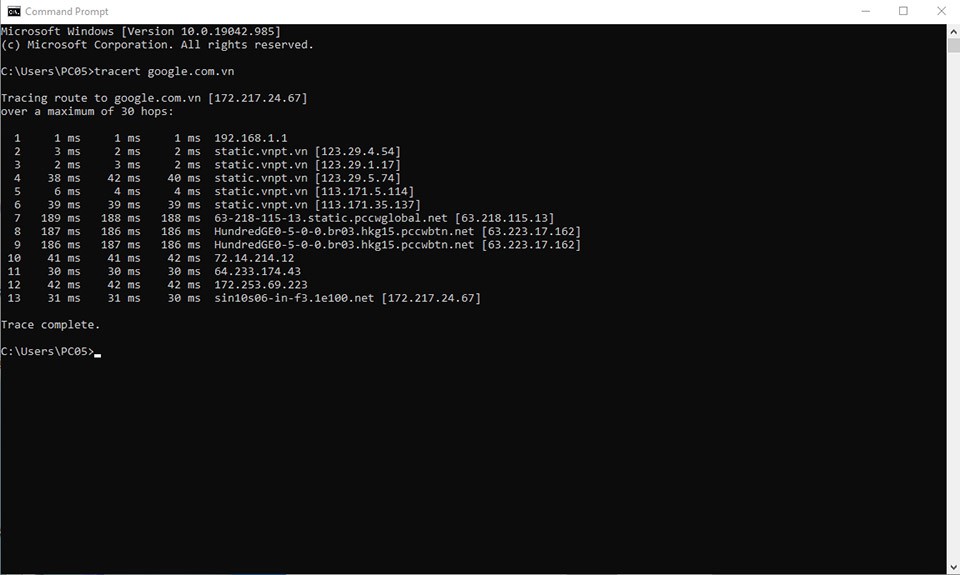 Command Prompt
Microsoft Windows [Version 10.0.19042.985]
(c) Microsoft Corporation. All rights reserved.
C:\Users\PC05>tracert google.com.vn
Tracing route to google.com.vn [172.217.24.67]
over a maximum of 30 hops:
1 1 ms 1 ms 1 ms 192.168.1.1
2 3 ms 2 ms 2 ms static.vnpt.vn [123.29.4.54]
3 2 ms 3 ms 2 ms static.vnpt.vn [123.29.1.17]
4 38 ms 42 ms 40 ms static.vnpt.vn [123.29.5.74]
5 6 ms 4 ms 4 ms static.vnpt.vn [113.171.5.114]
6 39 ms 39 ms 39 ms static.vnpt.vn [113.171.35.137]
7 189 ms 188 ms 188 ms 63-218-115-13.static.pccwglobal.net [63.218.115.13]
8 187 ms 186 ms 186 ms HundredGE0-5-0-0.br03.hkg15.pccwbtn.net [63.223.17.162]
9 186 ms 187 ms 186 ms HundredGE0-5-0-0.br03.hkg15.pccwbtn.net [63.223.17.162]
10 41 ms 41 ms 42 ms 72.14.214.12
11 30 ms 30 ms 30 ms 64.233.174.43
12 42 ms 42 ms 42 ms 172.253.69.223
13 31 ms 31 ms 30 ms sin10s06-in-f3.1e100.net [172.217.24.67]
Trace complete.
C:\Users\PC05>